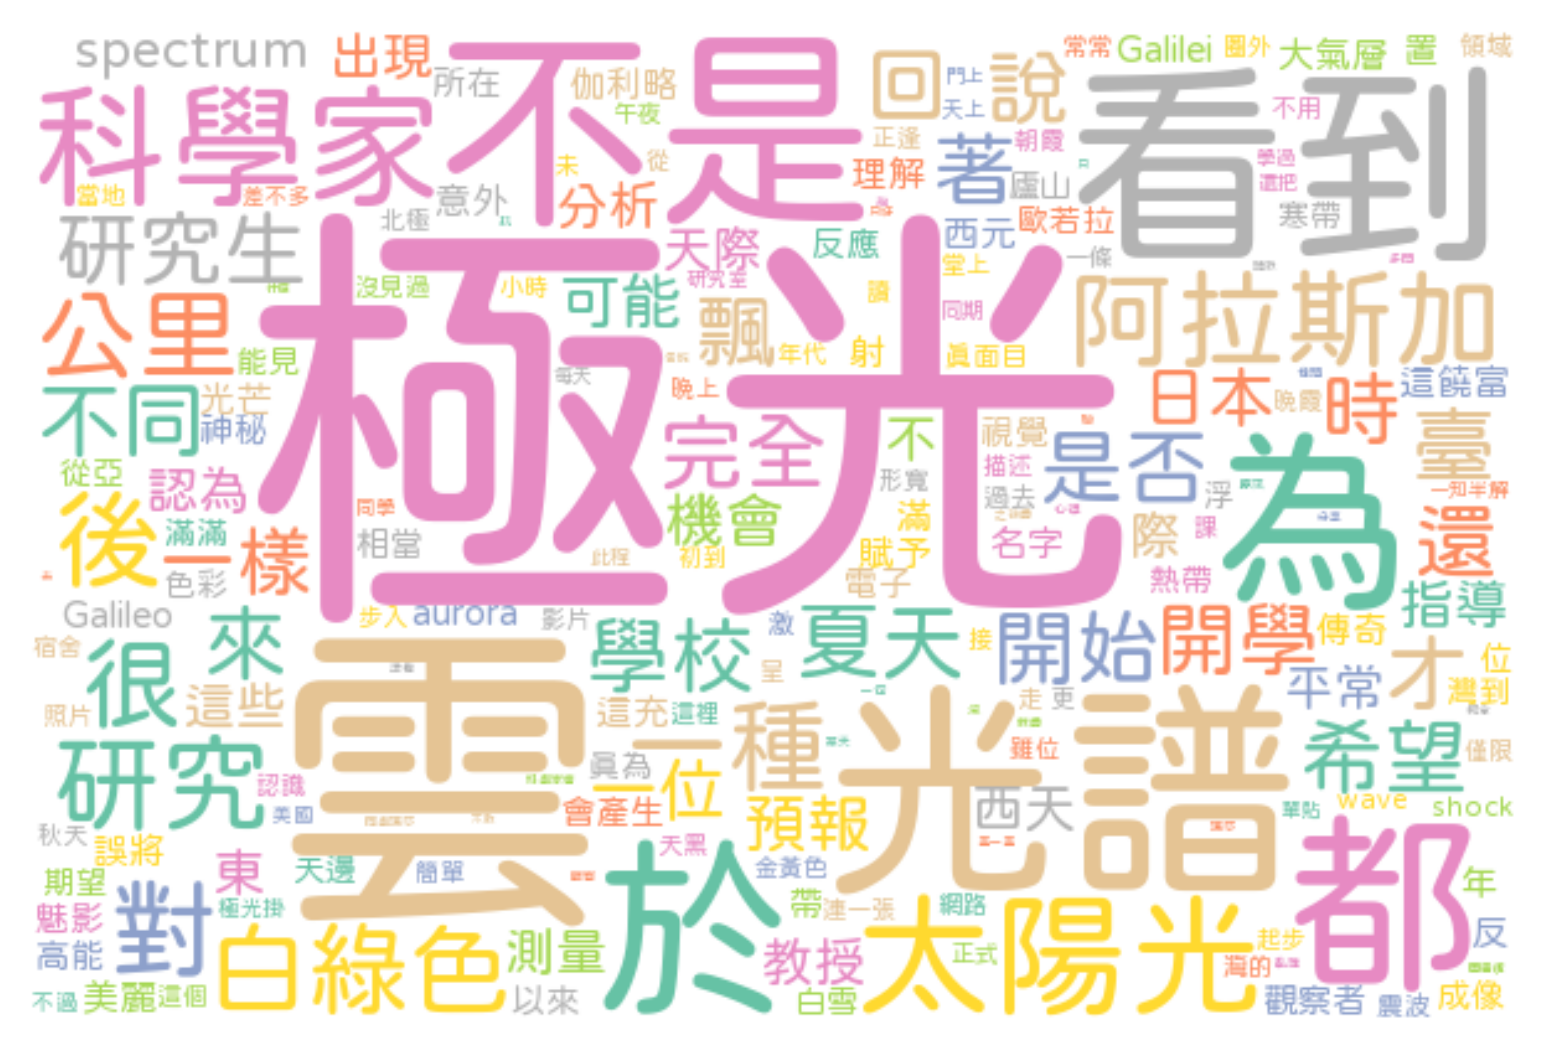 spectrum
出現
不是
所在
伽利略
午夜
回
門上
天上
說
常常
Galilei
圈外
大氣層
置
領域
科學家
看到
不用
正逢
著
朝霞
學過
這把
未
從
理解
廬山
當地
差不多
意外
分析
北極
西元
歐若拉
寒帶
研究生
極光
天際
反應
一條
堂上
沒見過
小時
可能
研究室
飄
讀
同期
阿拉斯加
公里
能見
年代
射
眞面目
每天
晚上
日本
晚霞
時
這饒富
不同
光芒
神秘
完全
不
視覺
描述
是否
為
臺
從亞
認為
形寬
過去
浮
一知半解
後
滿滿
同學
機會
滿
名字
際
課
還
一樣
相當
此程
初到
賦予
色彩
電子
熱帶
指導
Galileo
來
步入
aurora
影片
學校
激
夏天
接
開始
開學
傳奇
宿舍
很
雲
呈
平常
才
位
灣到
照片
這些
這充
這裡
種
光譜
走
更
研究
眞為
一位
雖位
希望
僅限
認識
美國
會產生
預報
西天
單貼
wave
shock
秋天
誤將
東
天邊
簡單
天黑
金黃色
都
期望
對
極光掛
於
帶
連一張
網路
太陽光
年
魅影
高能
白綠色
測量
教授
正式
起步
灣的
反
不過
美麗
這個
以來
白雪
觀察者
震波
成像